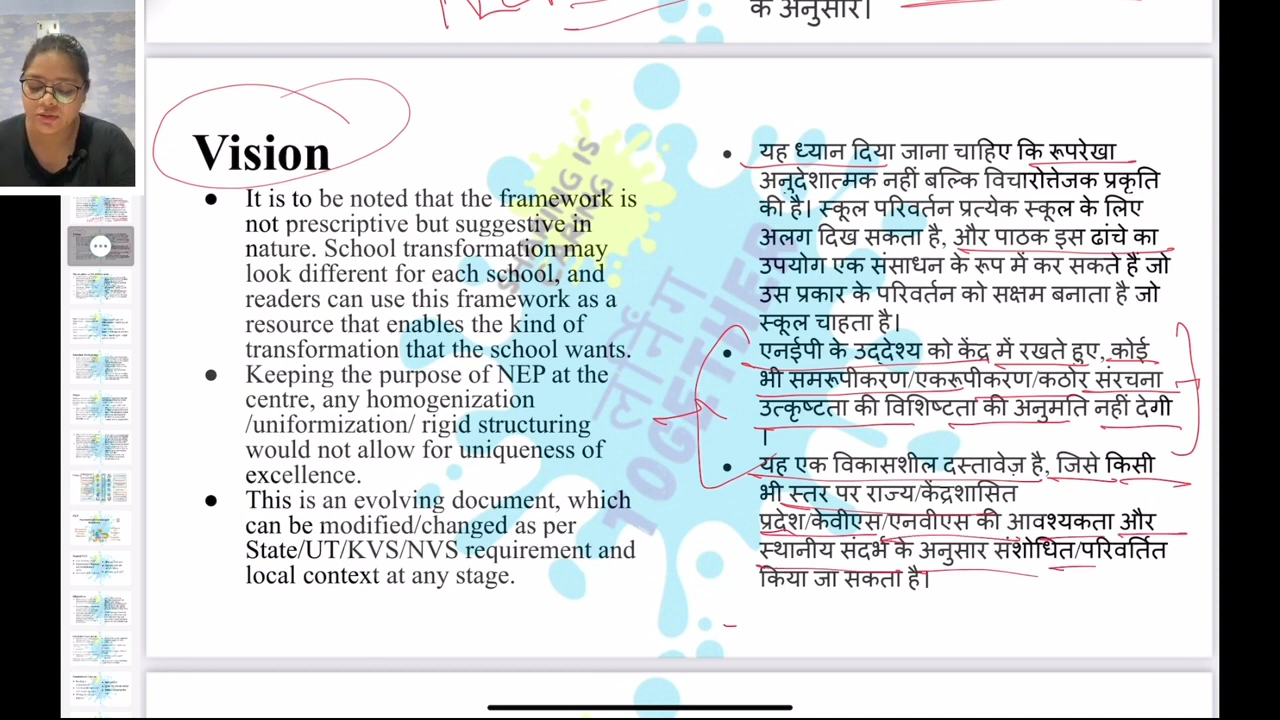 के अनुसार।
Vision
● It is to be noted that the framework is
not prescriptive but suggestive in
nature. School transformation may
look different for each school, and
readers can use this framework as a
resource that enables the kind of
transformation that the school wants.
● Keeping the purpose of NEP at the
centre, any homogenization
/uniformization/ rigid structuring
would not allow for uniqueness of
excellence.
● This is an evolving document, which
can be modified/changed as per
State/UT/KVS/NVS requirement and
local context at any stage.
● यह ध्यान दिया जाना चाहिए कि रूपरेखा
अनुदेशात्मक नहीं बल्कि विचारोत्तेजक प्रकृति
की है। स्कूल परिवर्तन प्रत्येक स्कूल के लिए
अलग दिख सकता है, और पाठक इस ढांचे का
उपयोग एक संसाधन के रूप में कर सकते हैं जो
उस प्रकार के परिवर्तन को सक्षम बनाता है जो
स्कूल चाहता है।
● एनईपी के उद्देश्य को केंद्र में रखते हुए, कोई
भी समरूपीकरण/एकरूपीकरण/कठोर संरचना
उत्कृष्टता की विशिष्टता की अनुमति नहीं देगी
।
● यह एक विकासशील दस्तावेज़ है, जिसे किसी
भी स्तर पर राज्य/केंद्रशासित
प्रदेश/केवीएस/एनवीएस की आवश्यकता और
स्थानीय संदर्भ के अनुसार संशोधित/परिवर्तित
किया जा सकता है।